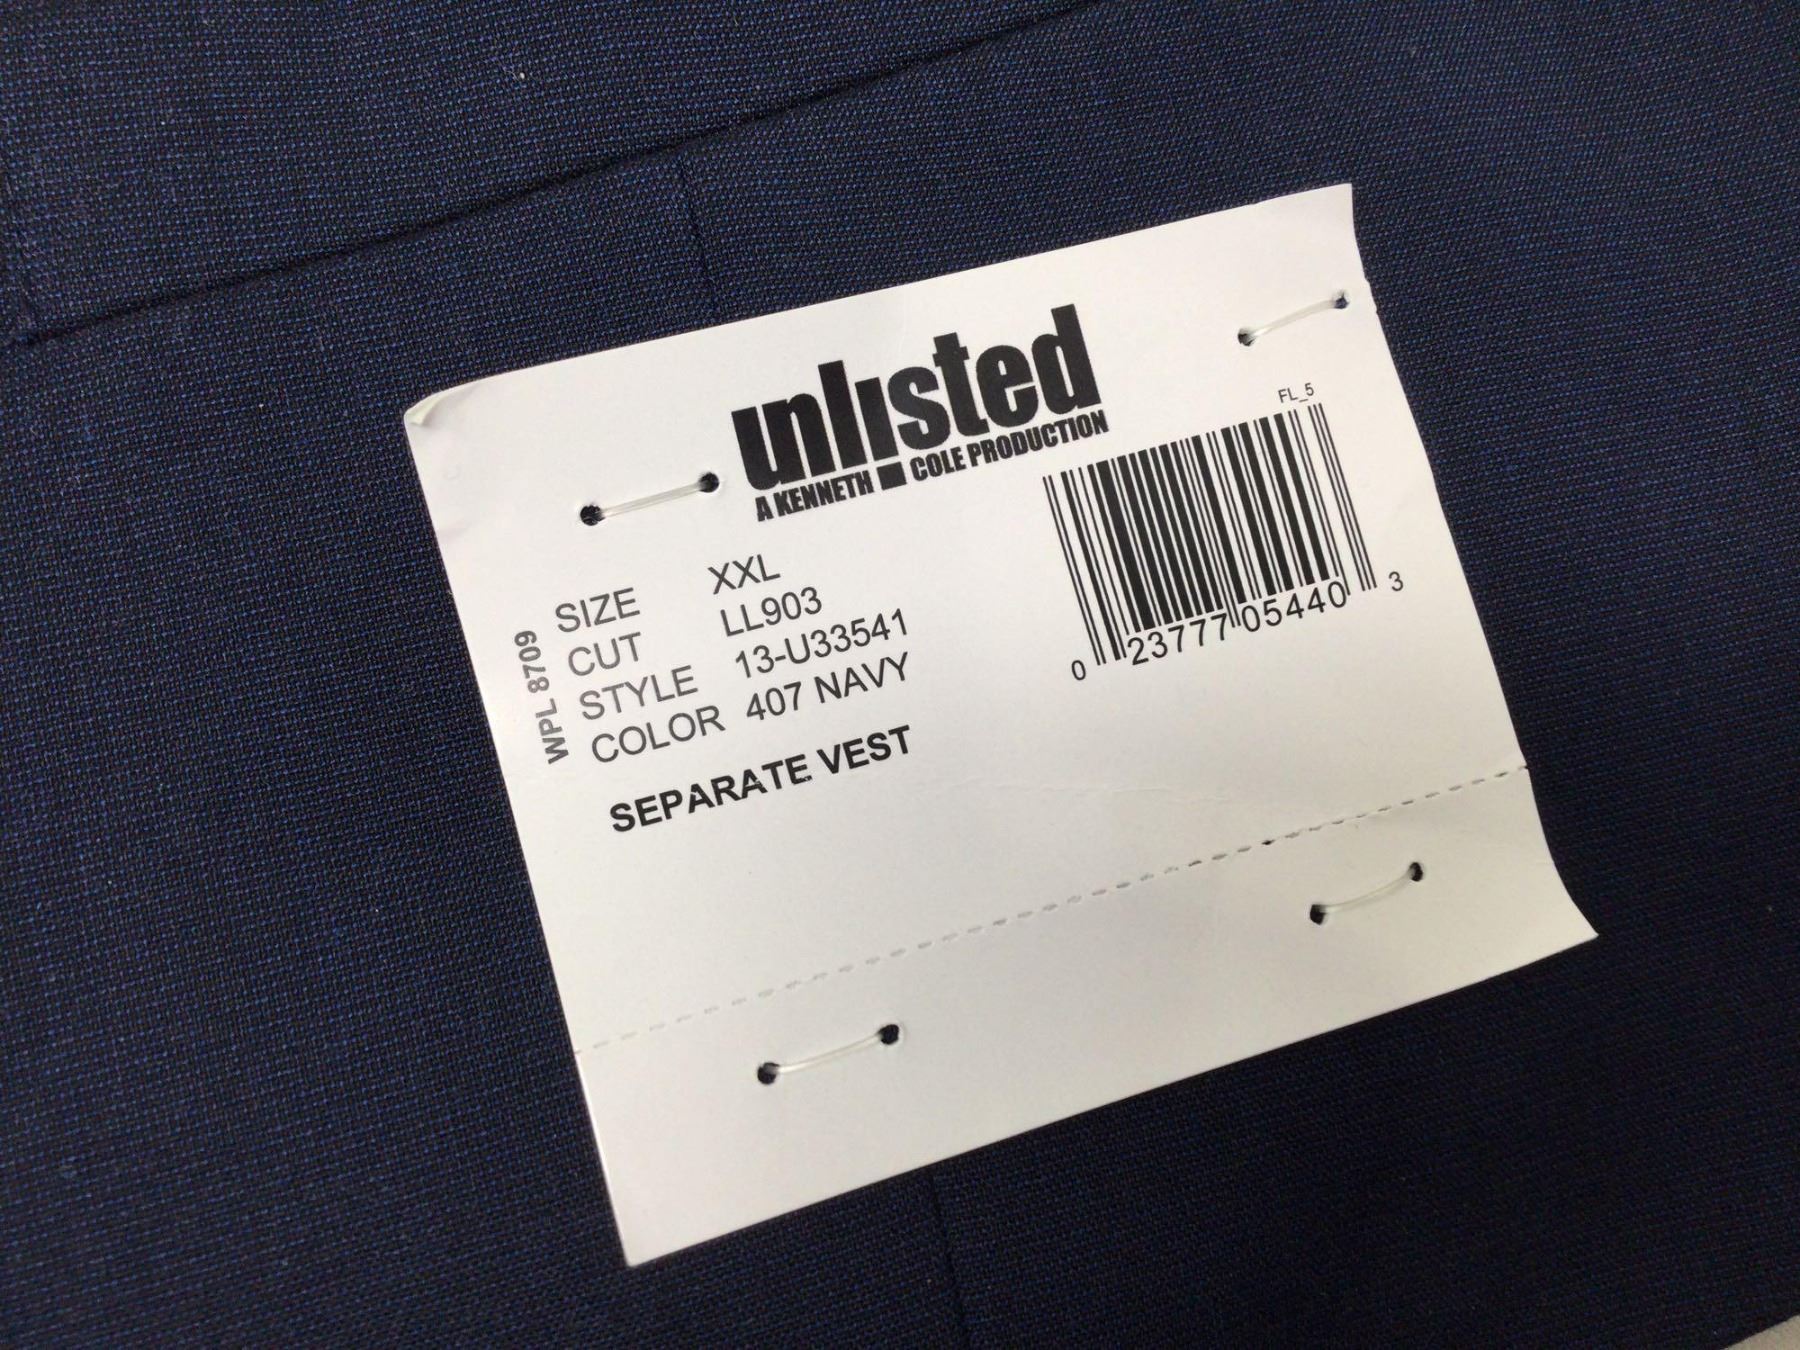 unlısted
A KENNETH COLE PRODUCTION
FL_5
0 23777 05440 3
WPL 8709
SIZE XXL
CUT LL903
STYLE 13-U33541
COLOR 407 NAVY
SEPARATE VEST